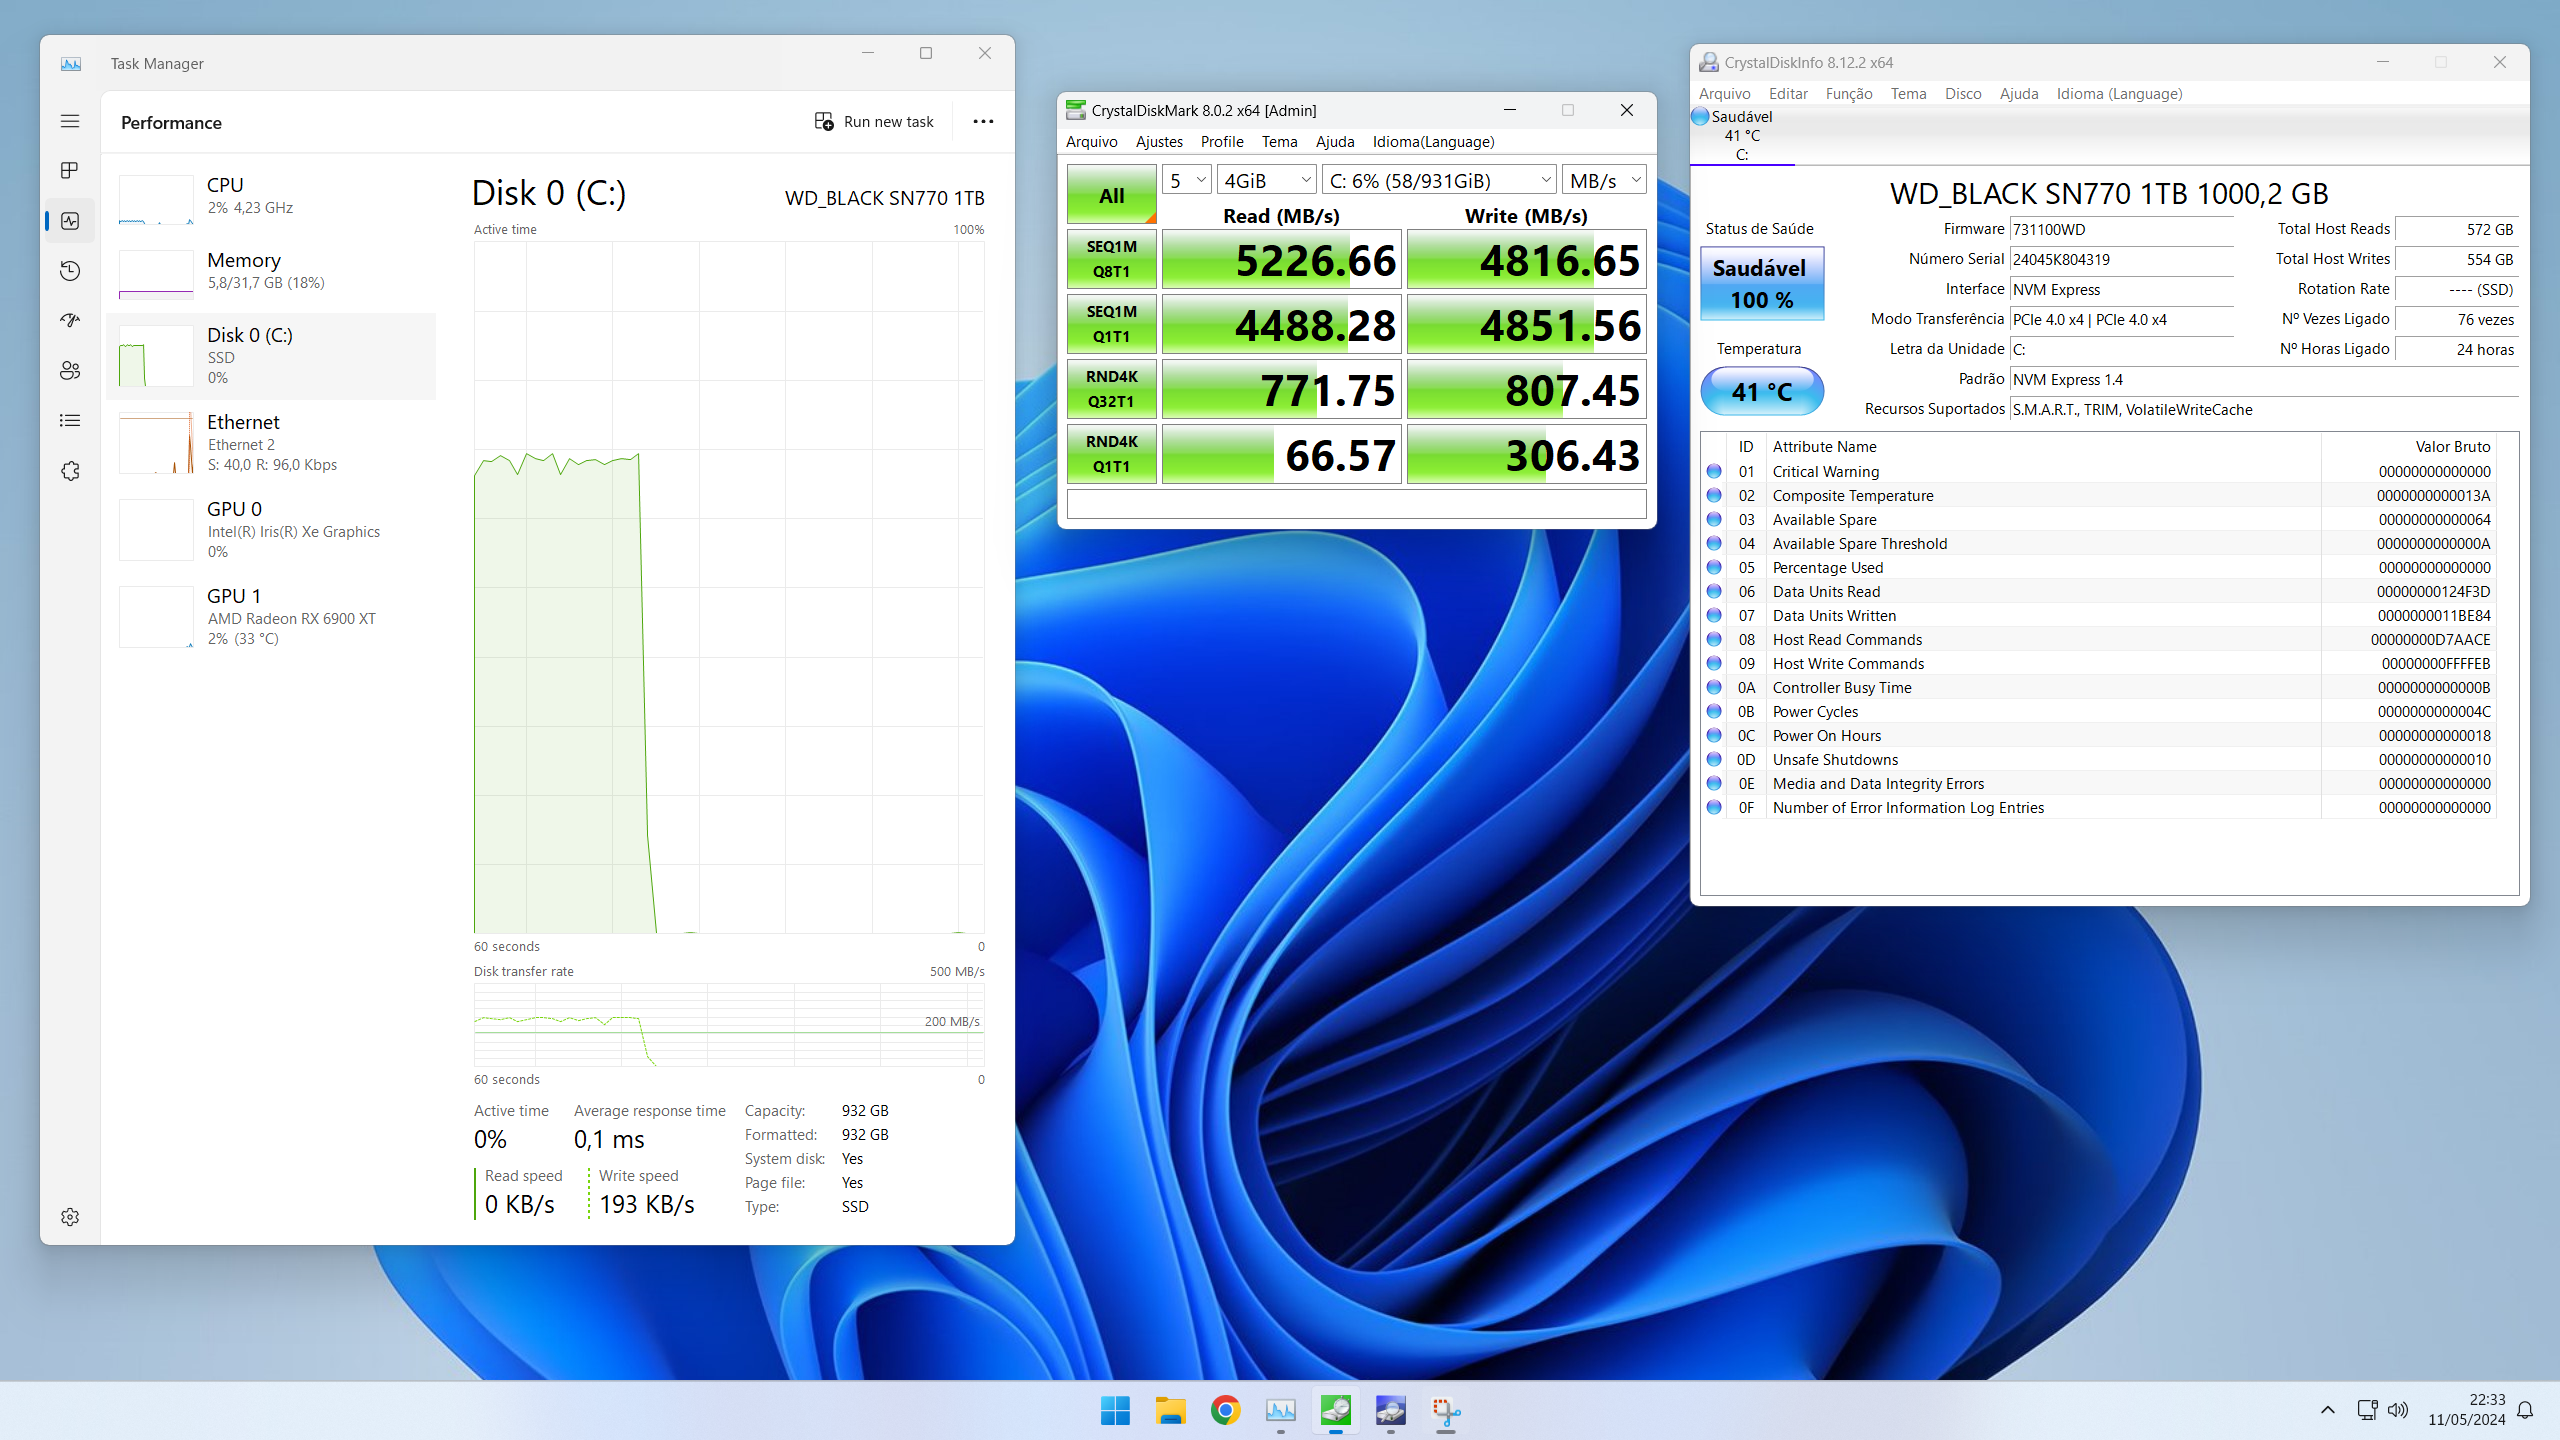 Task Manager
Performance
Run new task
CPU
2% 4,23 GHz
Memory
5,8/31,7 GB (18%)
Disk 0 (C:)
SSD
0%
Ethernet
Ethernet 2
S: 40,0 R: 96,0 Kbps
GPU 0
Intel(R) Iris(R) Xe Graphics
0%
GPU 1
AMD Radeon RX 6900 XT
2% (33 °C)
Disk 0 (C:) WD_BLACK SN770 1TB
Active time 100%
60 seconds 0
Disk transfer rate 500 MB/s
200 MB/s
60 seconds 0
Active time Average response time
0% 0,1 ms
Read speed Write speed
0 KB/s 193 KB/s
Capacity: 932 GB
Formatted: 932 GB
System disk: Yes
Page file: Yes
Type: SSD
CrystalDiskMark 8.0.2 x64 [Admin]
Arquivo Ajustes Profile Tema Ajuda Idioma(Language)
All 5 4GiB C: 6% (58/931GiB) MB/s
Read (MB/s) Write (MB/s)
SEQ1M Q8T1 5226.66 4816.65
SEQ1M Q1T1 4488.28 4851.56
RND4K Q32T1 771.75 807.45
RND4K Q1T1 66.57 306.43
CrystalDiskInfo 8.12.2 x64
Arquivo Editar Função Tema Disco Ajuda Idioma (Language)
Saudável
41 °C
C:
WD_BLACK SN770 1TB 1000,2 GB
Status de Saúde
Saudável
100 %
Temperatura
41 °C
Firmware 731100WD Total Host Reads 572 GB
Número Serial 24045K804319 Total Host Writes 554 GB
Interface NVM Express Rotation Rate ---- (SSD)
Modo Transferência PCIe 4.0 x4 | PCIe 4.0 x4 Nº Vezes Ligado 76 vezes
Letra da Unidade C: Nº Horas Ligado 24 horas
Padrão NVM Express 1.4
Recursos Suportados S.M.A.R.T., TRIM, VolatileWriteCache
ID Attribute Name Valor Bruto
01 Critical Warning 00000000000000
02 Composite Temperature 0000000000013A
03 Available Spare 00000000000064
04 Available Spare Threshold 0000000000000A
05 Percentage Used 00000000000000
06 Data Units Read 00000000124F3D
07 Data Units Written 0000000011BE84
08 Host Read Commands 00000000D7AACE
09 Host Write Commands 00000000FFFFEB
0A Controller Busy Time 0000000000000B
0B Power Cycles 0000000000004C
0C Power On Hours 00000000000018
0D Unsafe Shutdowns 00000000000010
0E Media and Data Integrity Errors 00000000000000
0F Number of Error Information Log Entries 00000000000000
22:33
11/05/2024